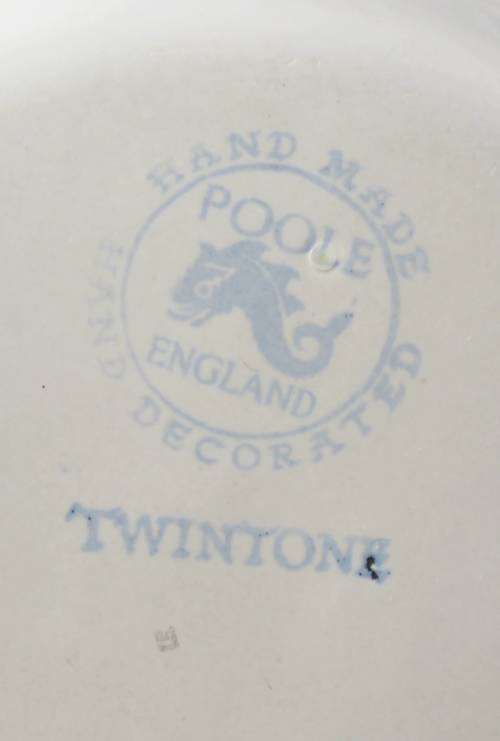 HAND MADE
POOLE
ENGLAND
HAND DECORATED
TWINTONE